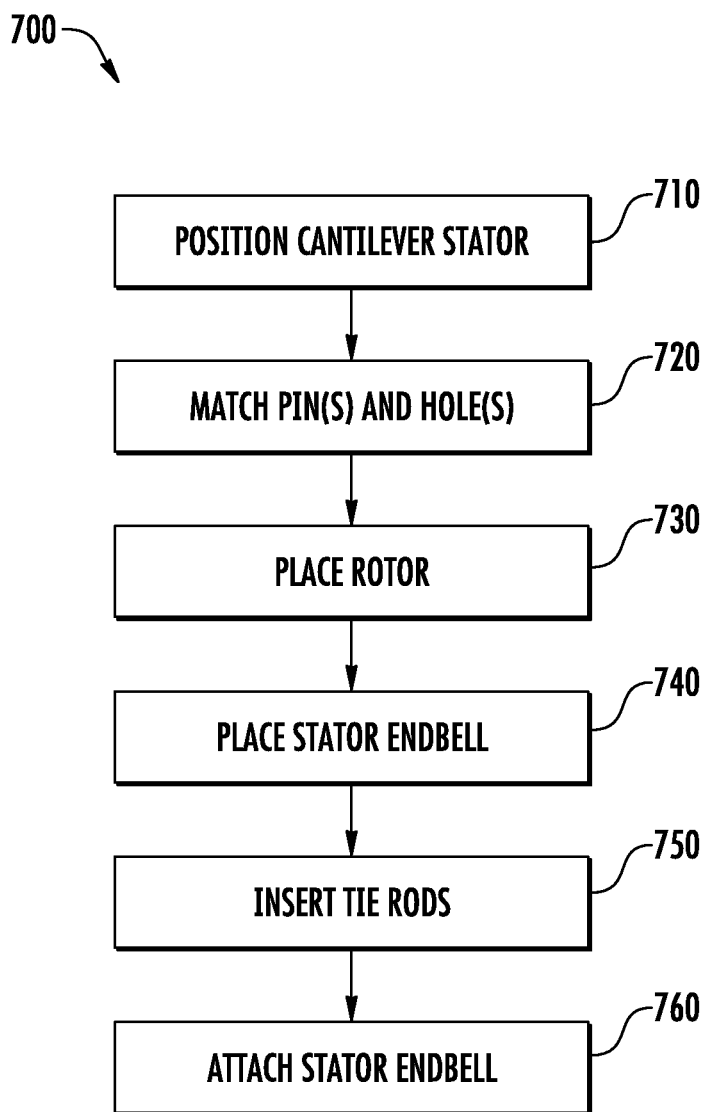 700
710
POSITION CANTILEVER STATOR
720
MATCH PIN(S) AND HOLE(S)
730
PLACE ROTOR
740
PLACE STATOR ENDBELL
750
INSERT TIE RODS
760
ATTACH STATOR ENDBELL